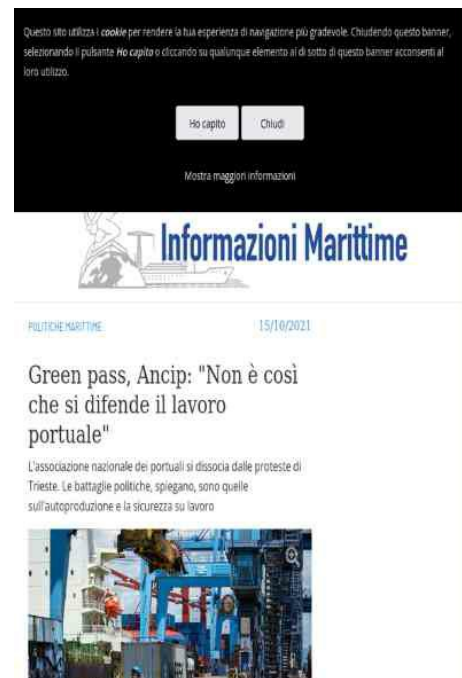 Questo sito utilizza i cookie per rendere la tua esperienza di navigazione più gradevole. Chiudendo questo banner,
selezionando il pulsante Ho capito o cliccando su qualunque elemento al di sotto di questo banner acconsenti al
loro utilizzo.
Ho capito
Chiudi
Mostra maggiori informazioni
Informazioni Marittime
POLITICHE MARITTIME
15/10/2021
Green pass, Ancip: "Non è così
che si difende il lavoro
portuale"
L'associazione nazionale dei portuali si dissocia dalle proteste di
Trieste. Le battaglie politiche, spiegano, sono quelle
sull'autoproduzione e la sicurezza su lavoro